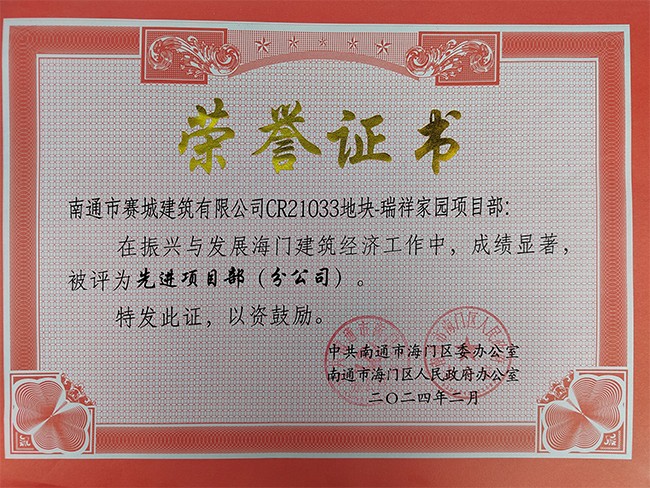 荣誉证书
南通市赛城建筑有限公司CR21033地块-瑞祥家园项目部：
在振兴与发展海门建筑经济工作中，成绩显著，
被评为先进项目部（分公司）。
特发此证，以资鼓励。
中共南通市海门区委办公室
南通市海门区人民政府办公室
二〇二四年二月